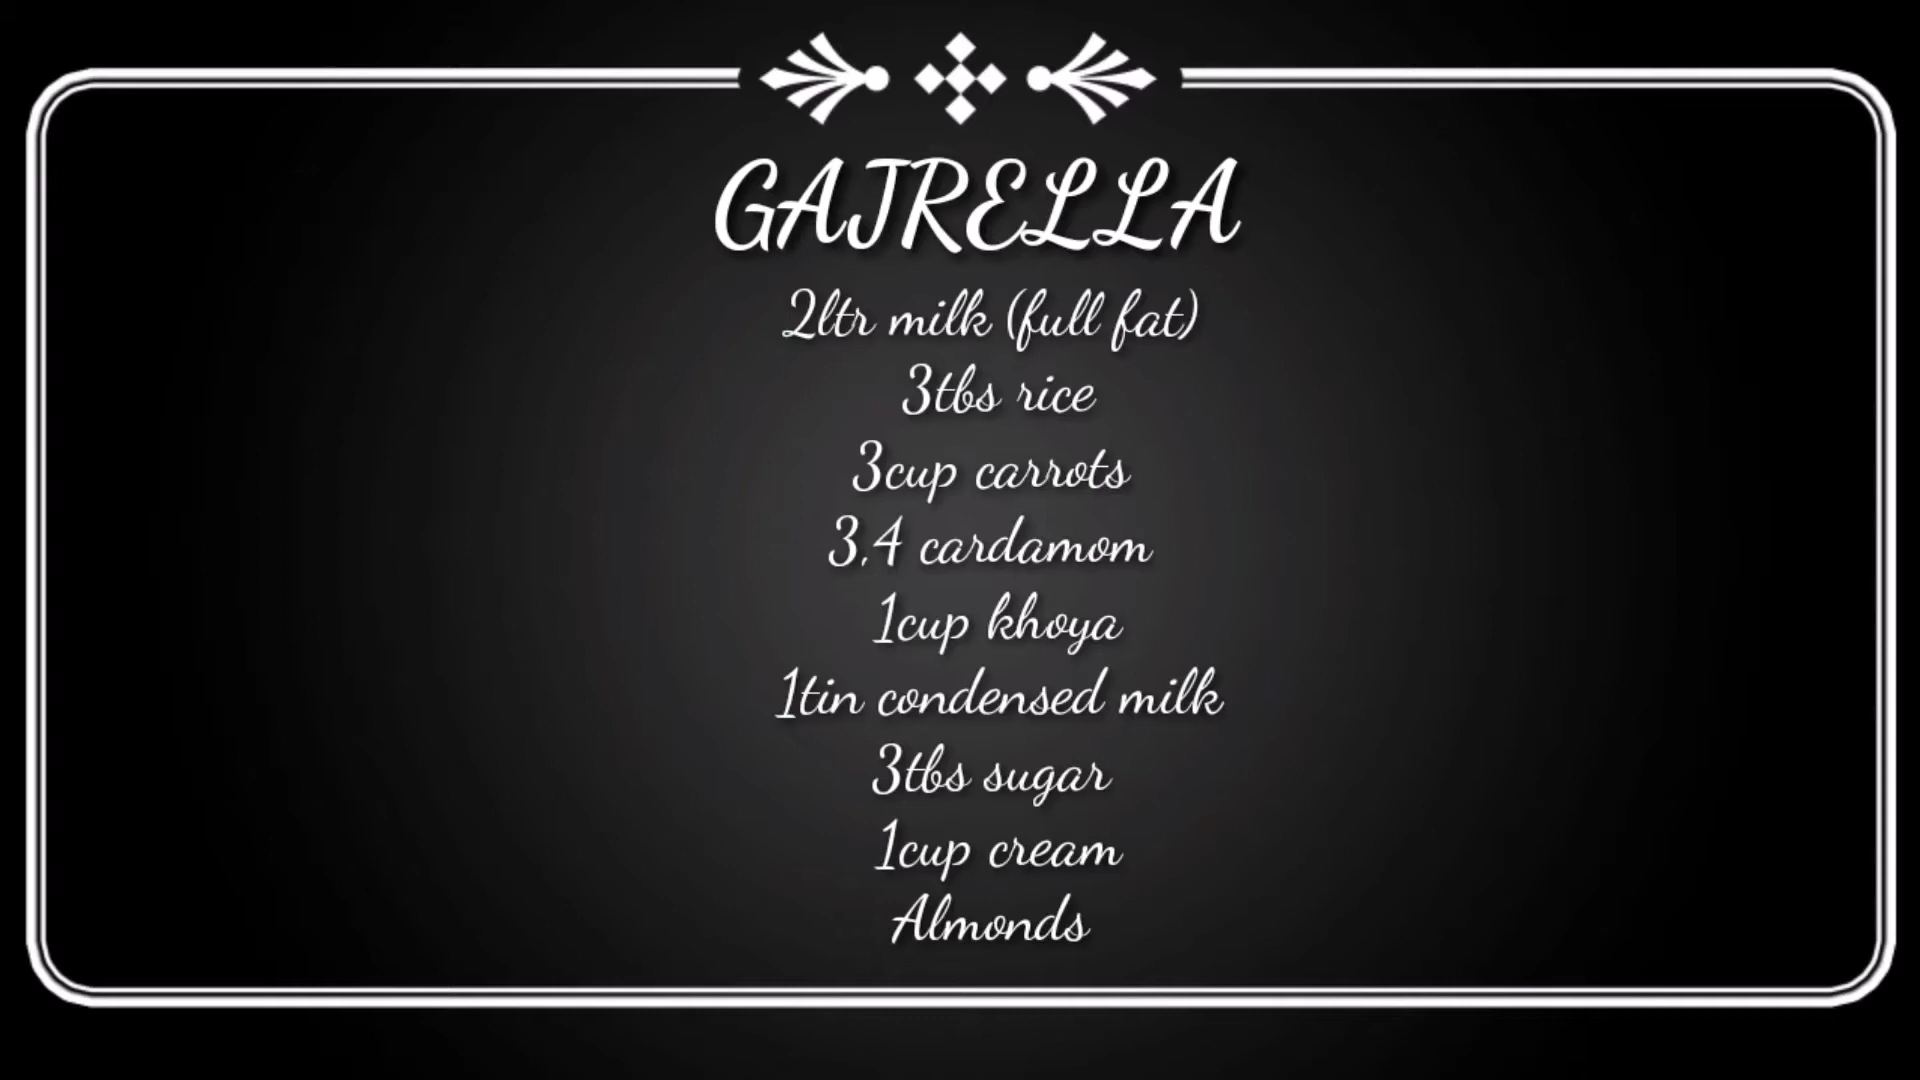 GAJRELLA
2ltr milk (full fat)
3tbs rice
3cup carrots
3,4 cardamom
1cup khoya
1tin condensed milk
3tbs sugar
1cup cream
Almonds